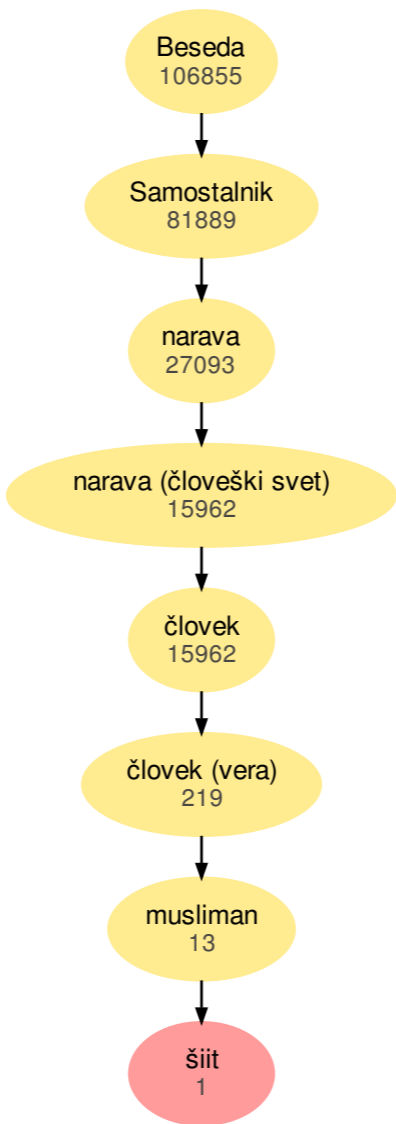 Beseda
106855
Samostalnik
81889
narava
27093
narava (človeški svet)
15962
človek
15962
človek (vera)
219
musliman
13
šiit
1